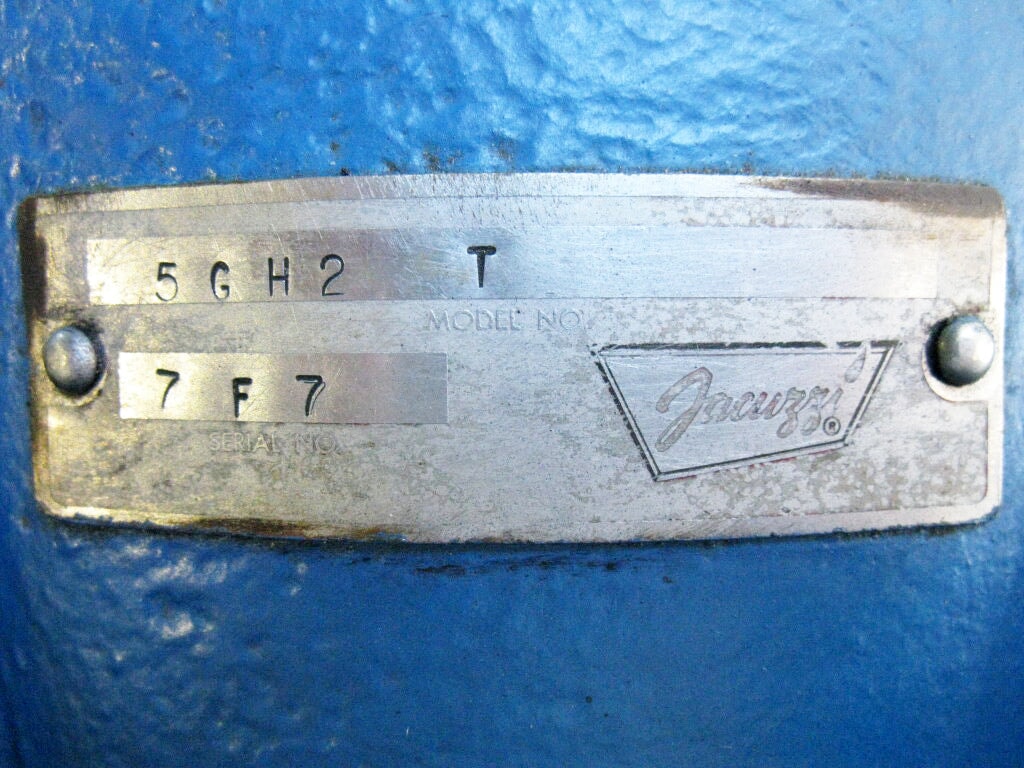 5GH2 T
MODEL NO.
7F7
SERIAL NO.
Jacuzzi®